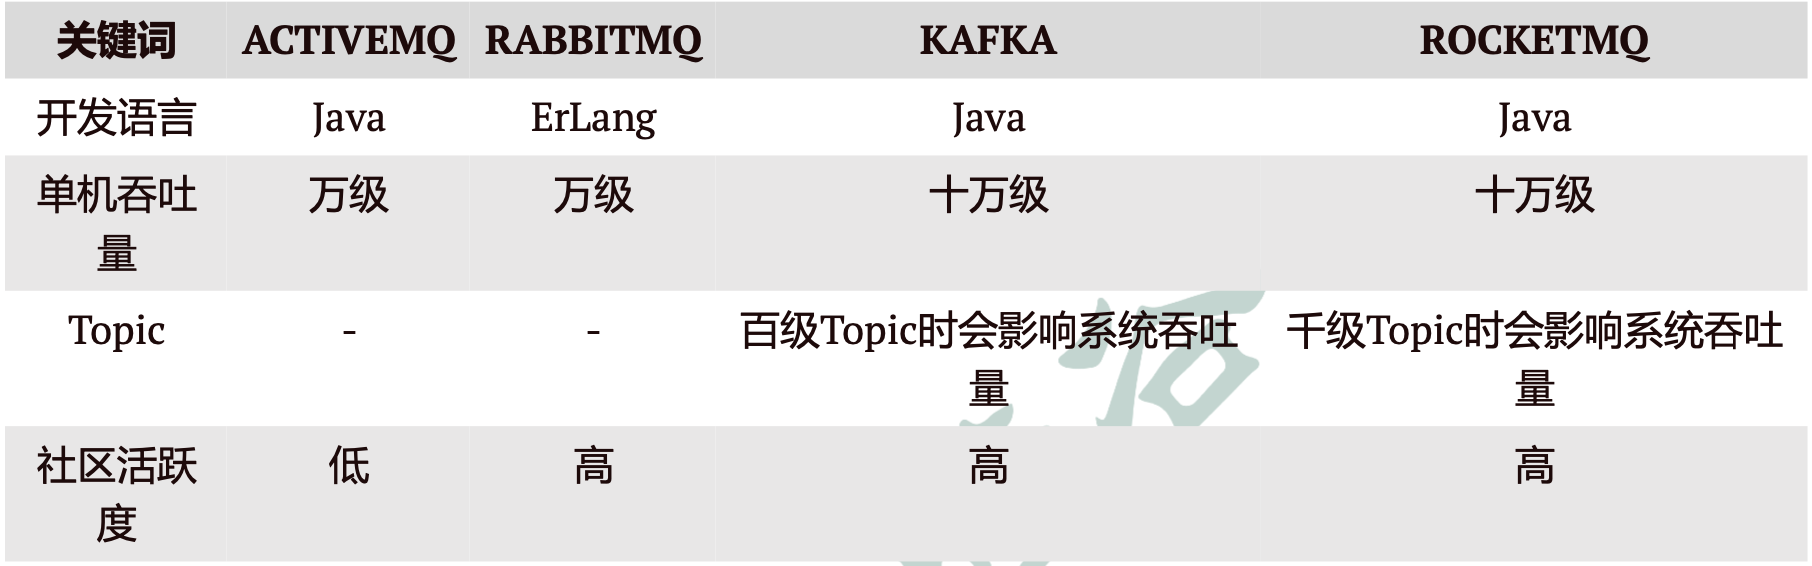 关键词 ACTIVEMQ RABBITMQ KAFKA ROCKETMQ
开发语言 Java ErLang Java Java
单机吞吐 万级 万级 十万级 十万级
量
Topic - - 百级Topic时会影响系统吞吐 千级Topic时会影响系统吞吐
量 量
社区活跃 低 高 高 高
度